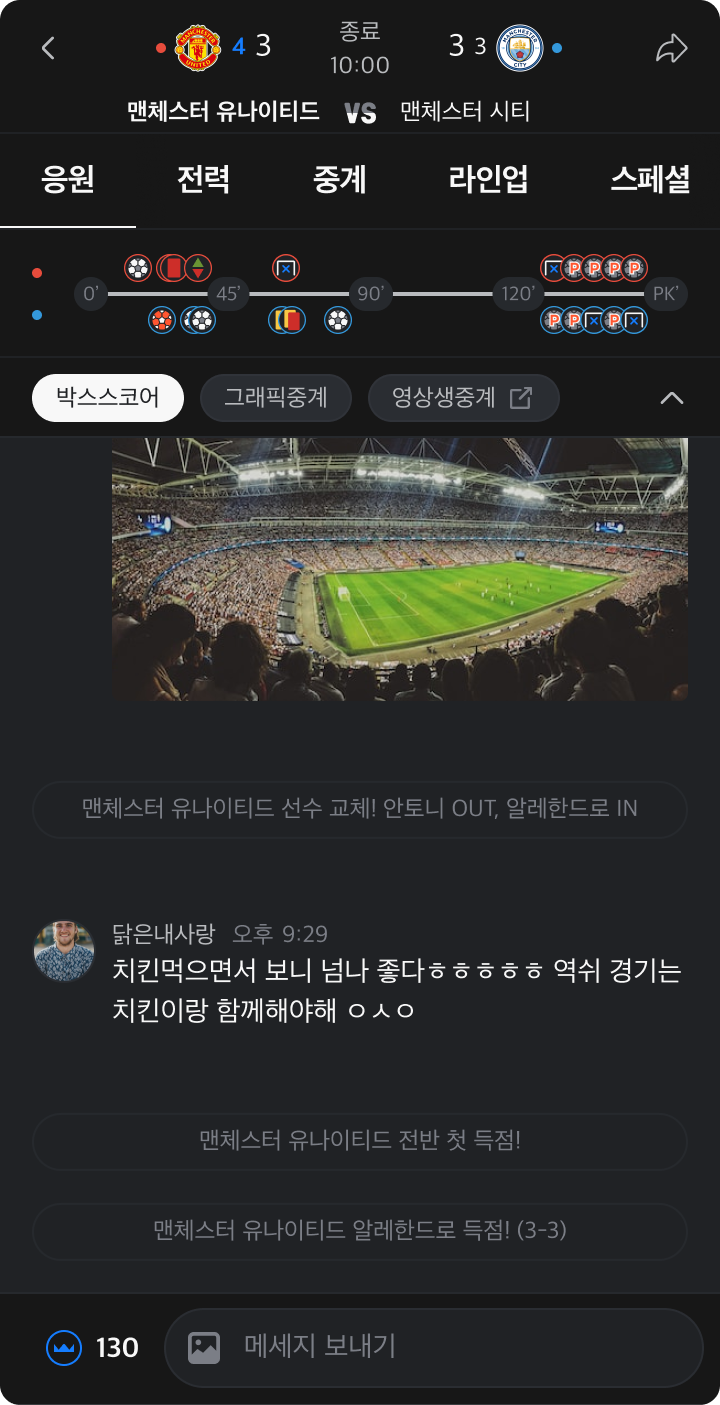 4 3 종료 3 3
10:00
맨체스터 유나이티드 VS 맨체스터 시티
응원 전력 중계 라인업 스페셜
0’ 45’ 90’ 120’ PK’
P P P P
P P P
박스스코어 그래픽중계 영상생중계
맨체스터 유나이티드 선수 교체! 안토니 OUT, 알레한드로 IN
닭은내사랑 오후 9:29
치킨먹으면서 보니 넘나 좋다ㅎㅎㅎㅎㅎ 역쉬 경기는
치킨이랑 함께해야해 ㅇㅅㅇ
맨체스터 유나이티드 전반 첫 득점!
맨체스터 유나이티드 알레한드로 득점! (3-3)
130 메세지 보내기